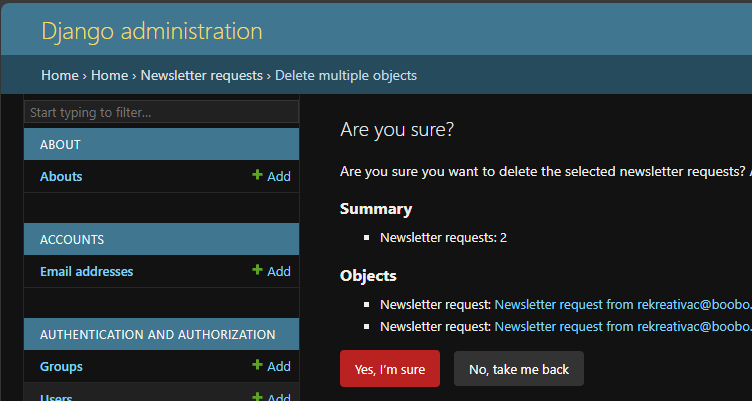 Django administration
Home › Home › Newsletter requests › Delete multiple objects
Start typing to filter...
ABOUT
Abouts
Add
ACCOUNTS
Email addresses
Add
AUTHENTICATION AND AUTHORIZATION
Groups
Add
Users
Add
Are you sure?
Are you sure you want to delete the selected newsletter requests?
Summary
Newsletter requests: 2
Objects
Newsletter request: Newsletter request from rekreativac@boobo.
Newsletter request: Newsletter request from rekreativac@boobo.
Yes, I'm sure
No, take me back